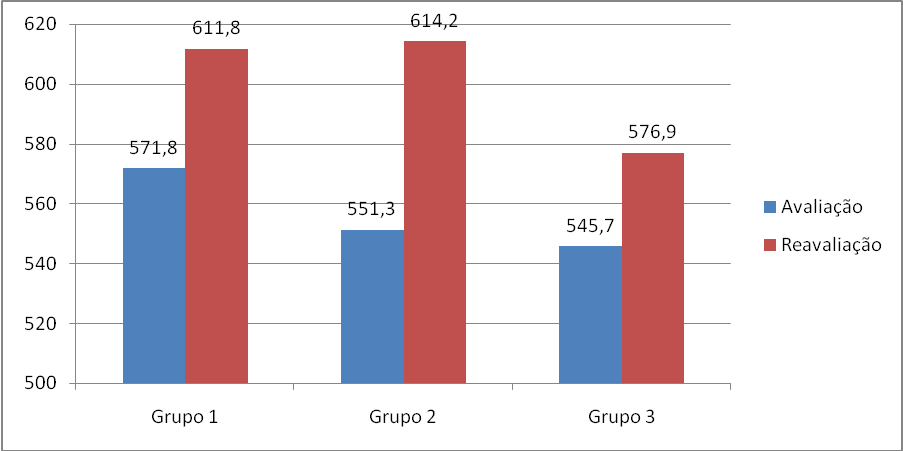 620
600
580
560
540
520
500
611,8
614,2
571,8
576,9
551,3
545,7
Grupo 1
Grupo 2
Grupo 3
Avaliação
Reavaliação